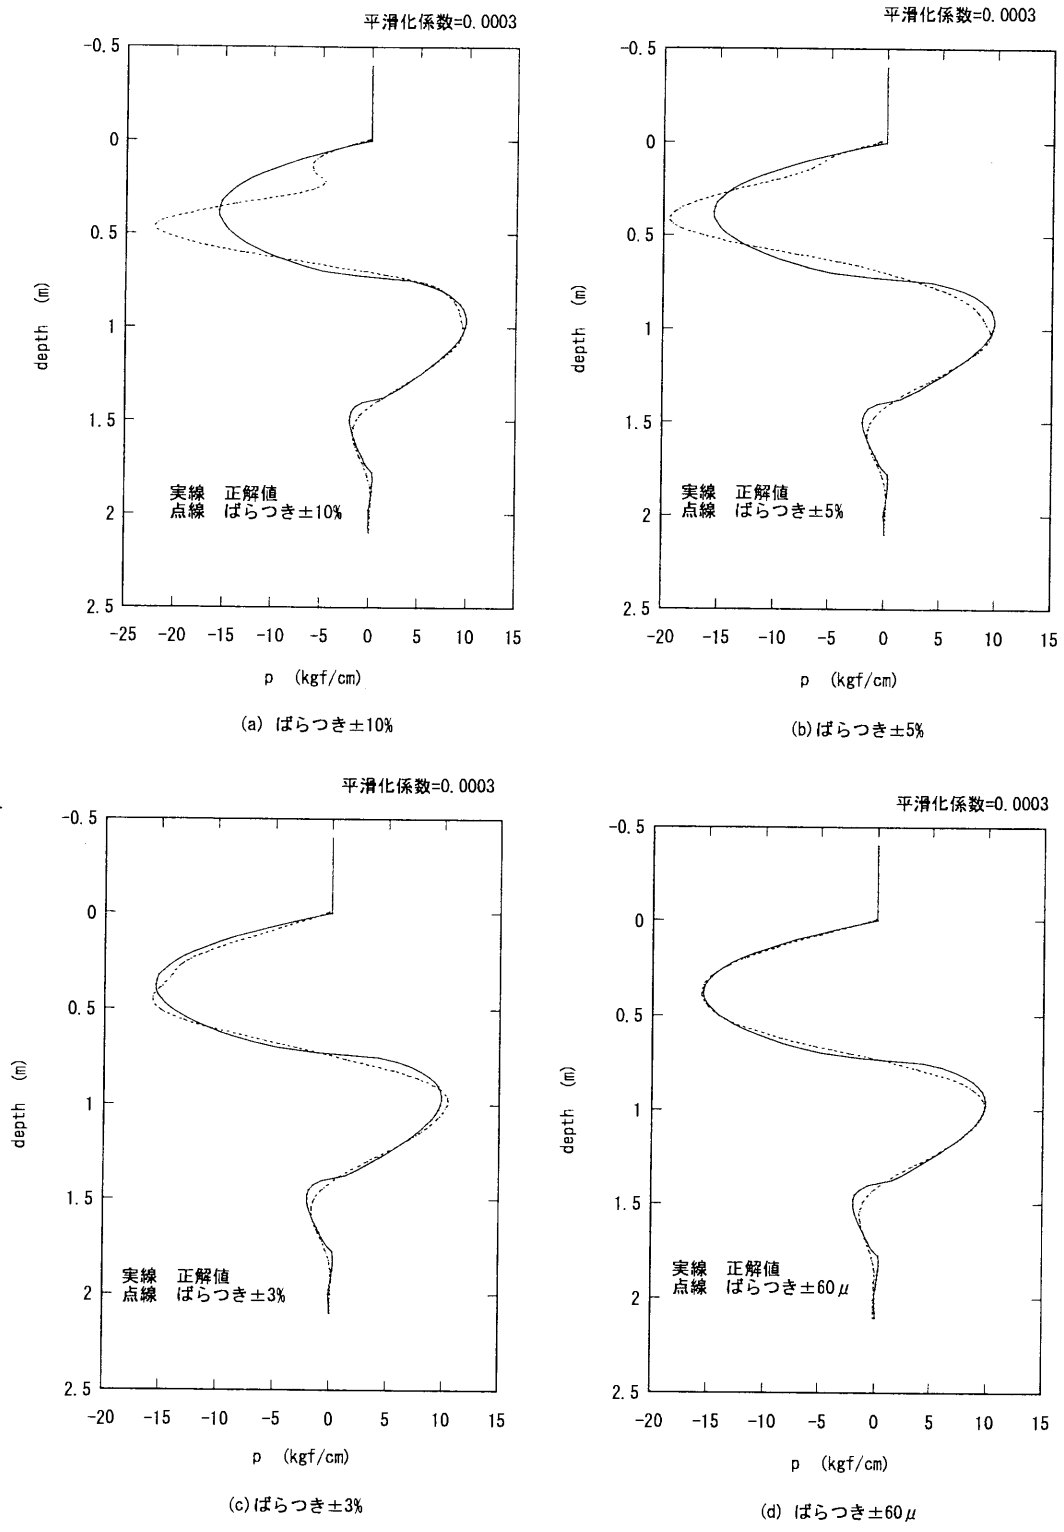 平滑化係数=0.0003
-0.5
0
0.5
1
1.5
2
2.5
depth (m)
実線 正解値
点線 ばらつき±10%
-25 -20 -15 -10 -5 0 5 10 15
p (kgf/cm)
(a) ばらつき±10%
平滑化係数=0.0003
-0.5
0
0.5
1
1.5
2
2.5
depth (m)
実線 正解値
点線 ばらつき±5%
-20 -15 -10 -5 0 5 10 15
p (kgf/cm)
(b)ばらつき±5%
平滑化係数=0.0003
-0.5
0
0.5
1
1.5
2
2.5
depth (m)
実線 正解値
点線 ばらつき±3%
-20 -15 -10 -5 0 5 10 15
p (kgf/cm)
(c)ばらつき±3%
平滑化係数=0.0003
-0.5
0
0.5
1
1.5
2
2.5
depth (m)
実線 正解値
点線 ばらつき±60μ
-20 -15 -10 -5 0 5 10 15
p (kgf/cm)
(d) ばらつき±60μ